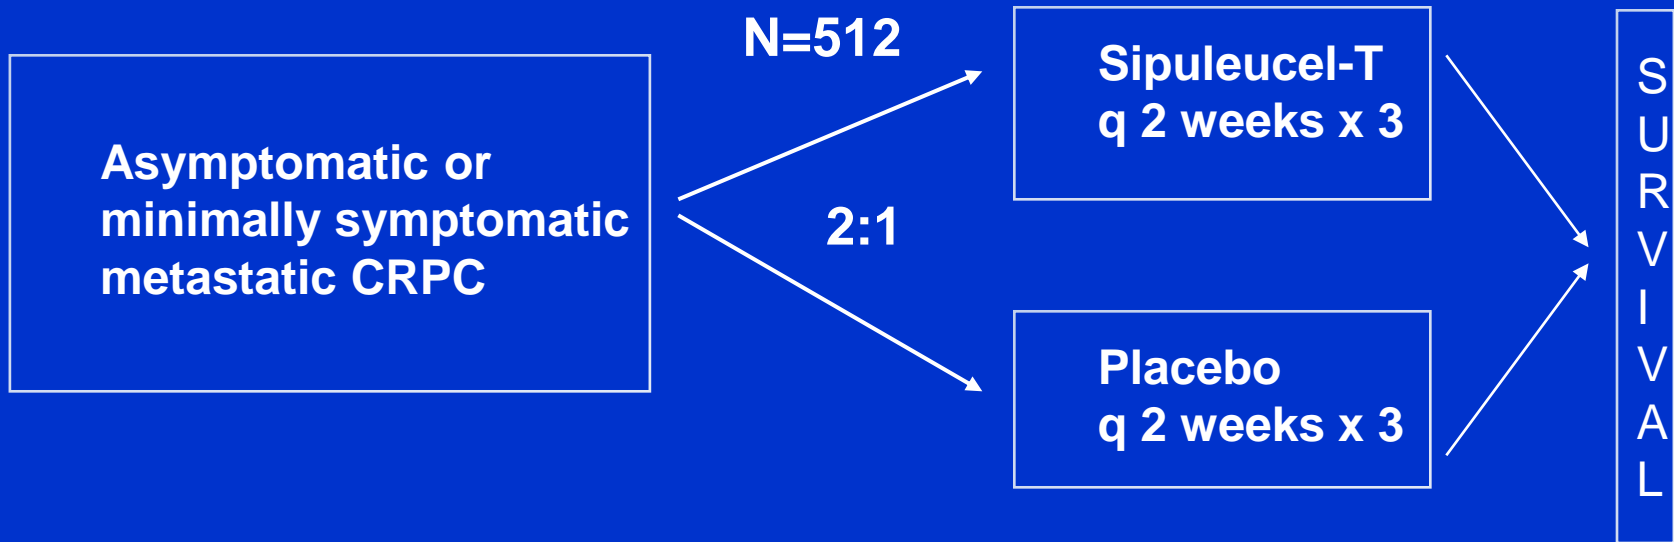 N=512
Asymptomatic or
minimally symptomatic
metastatic CRPC
2:1
Sipuleucel-T
q 2 weeks x 3
Placebo
q 2 weeks x 3
S
U
R
V
I
V
A
L